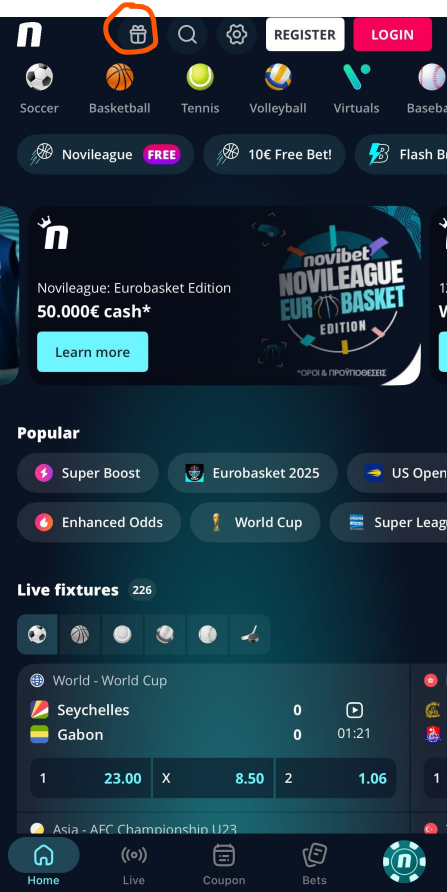 n
REGISTER
LOGIN
Soccer
Basketball
Tennis
Volleyball
Virtuals
Baseba
Novileague FREE
10€ Free Bet!
Flash B
n
Novileague: Eurobasket Edition
50.000€ cash*
Learn more
novibet
NOVILEAGUE
EUROBASKET
EDITION
*ΟΡΟΙ & ΠΡΟΫΠΟΘΕΣΕΙΣ
Popular
Super Boost
Eurobasket 2025
US Open
Enhanced Odds
World Cup
Super Leag
Live fixtures 226
World - World Cup
Seychelles 0
Gabon 0
01:21
1 23.00 X 8.50 2 1.06
1
Asia - AFC Championship U23
Home
Live
Coupon
Bets
n